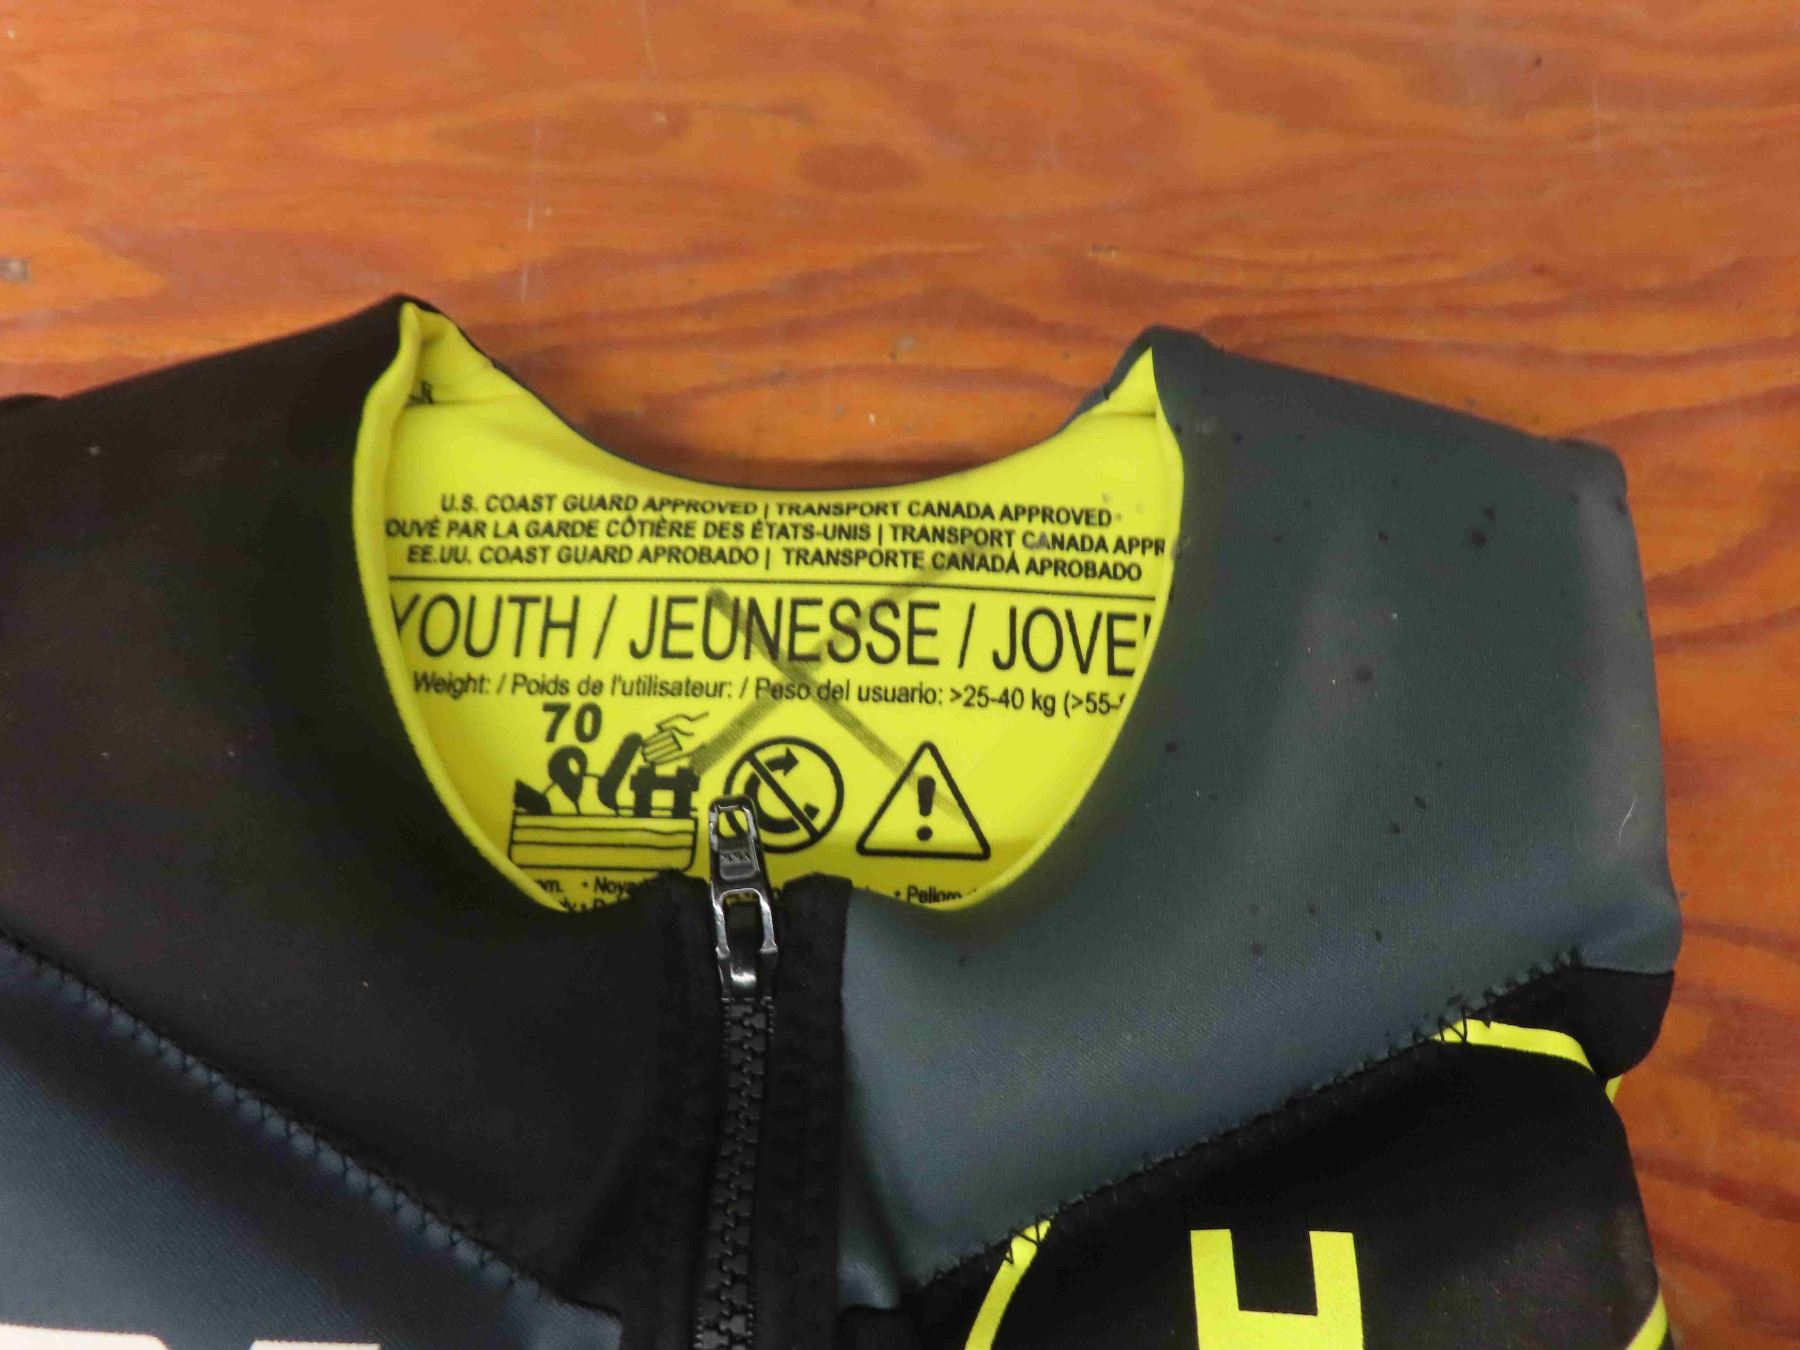 U.S. COAST GUARD APPROVED | TRANSPORT CANADA APPROVED
OUVÉ PAR LA GARDE CÔTIÈRE DES ÉTATS-UNIS | TRANSPORT CANADA APPR
EE.UU. COAST GUARD APROBADO | TRANSPORTE CANADÁ APROBADO
YOUTH / JEUNESSE / JOVE
Weight: / Poids de l'utilisateur: / Peso del usuario: >25-40 kg (>55-
70
YKK